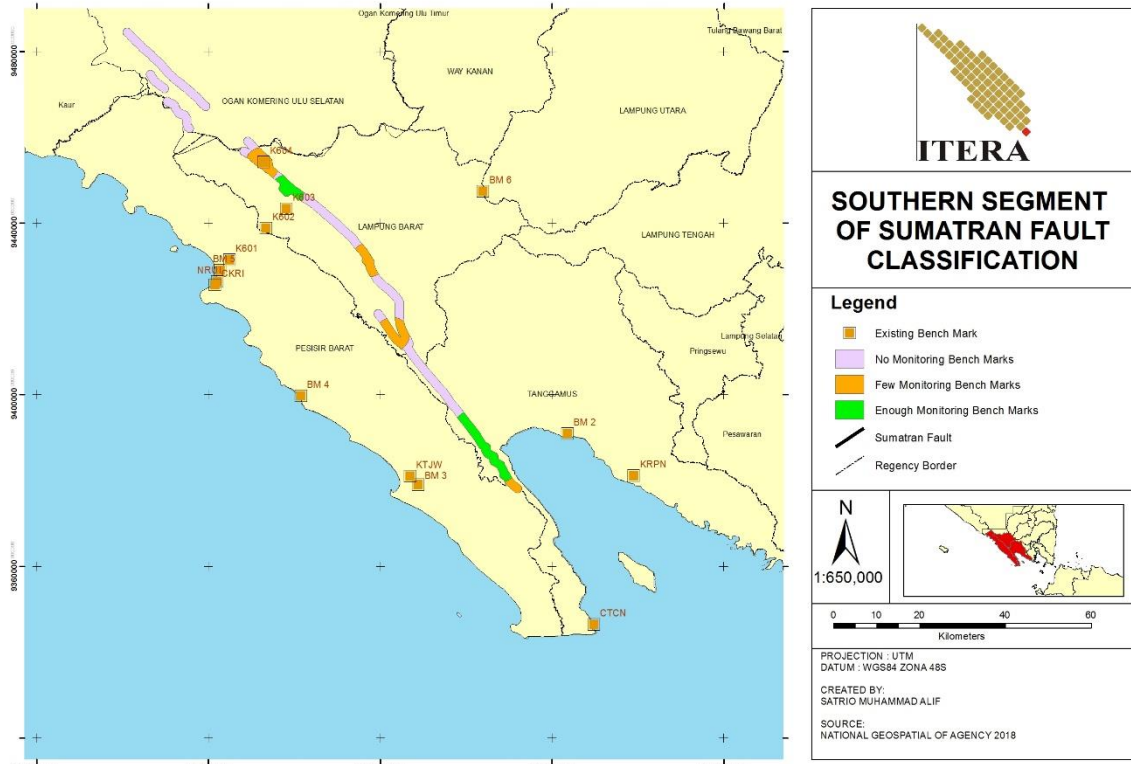 Ogan Komering Ulu Timur
Tulang Bawang Barat
WAY KANAN
9480000
Kaur
OGAN KOMERING ULU SELATAN
LAMPUNG UTARA
K604
BM 6
K603
K602
9440000
LAMPUNG BARAT
LAMPUNG TENGAH
K601
BM 5
CKRI
Lampung Selatan
PESISIR BARAT
Pringsewu
9400000
BM 4
TANGGAMUS
BM 2
Pesawaran
KTJW
BM 3
KRPN
9360000
CTCN
ITERA
SOUTHERN SEGMENT
OF SUMATRAN FAULT
CLASSIFICATION
Legend
Existing Bench Mark
No Monitoring Bench Marks
Few Monitoring Bench Marks
Enough Monitoring Bench Marks
Sumatran Fault
Regency Border
N
1:650,000
0 10 20 40 60
Kilometers
PROJECTION : UTM
DATUM : WGS84 ZONA 48S
CREATED BY:
SATRIO MUHAMMAD ALIF
SOURCE:
NATIONAL GEOSPATIAL OF AGENCY 2018